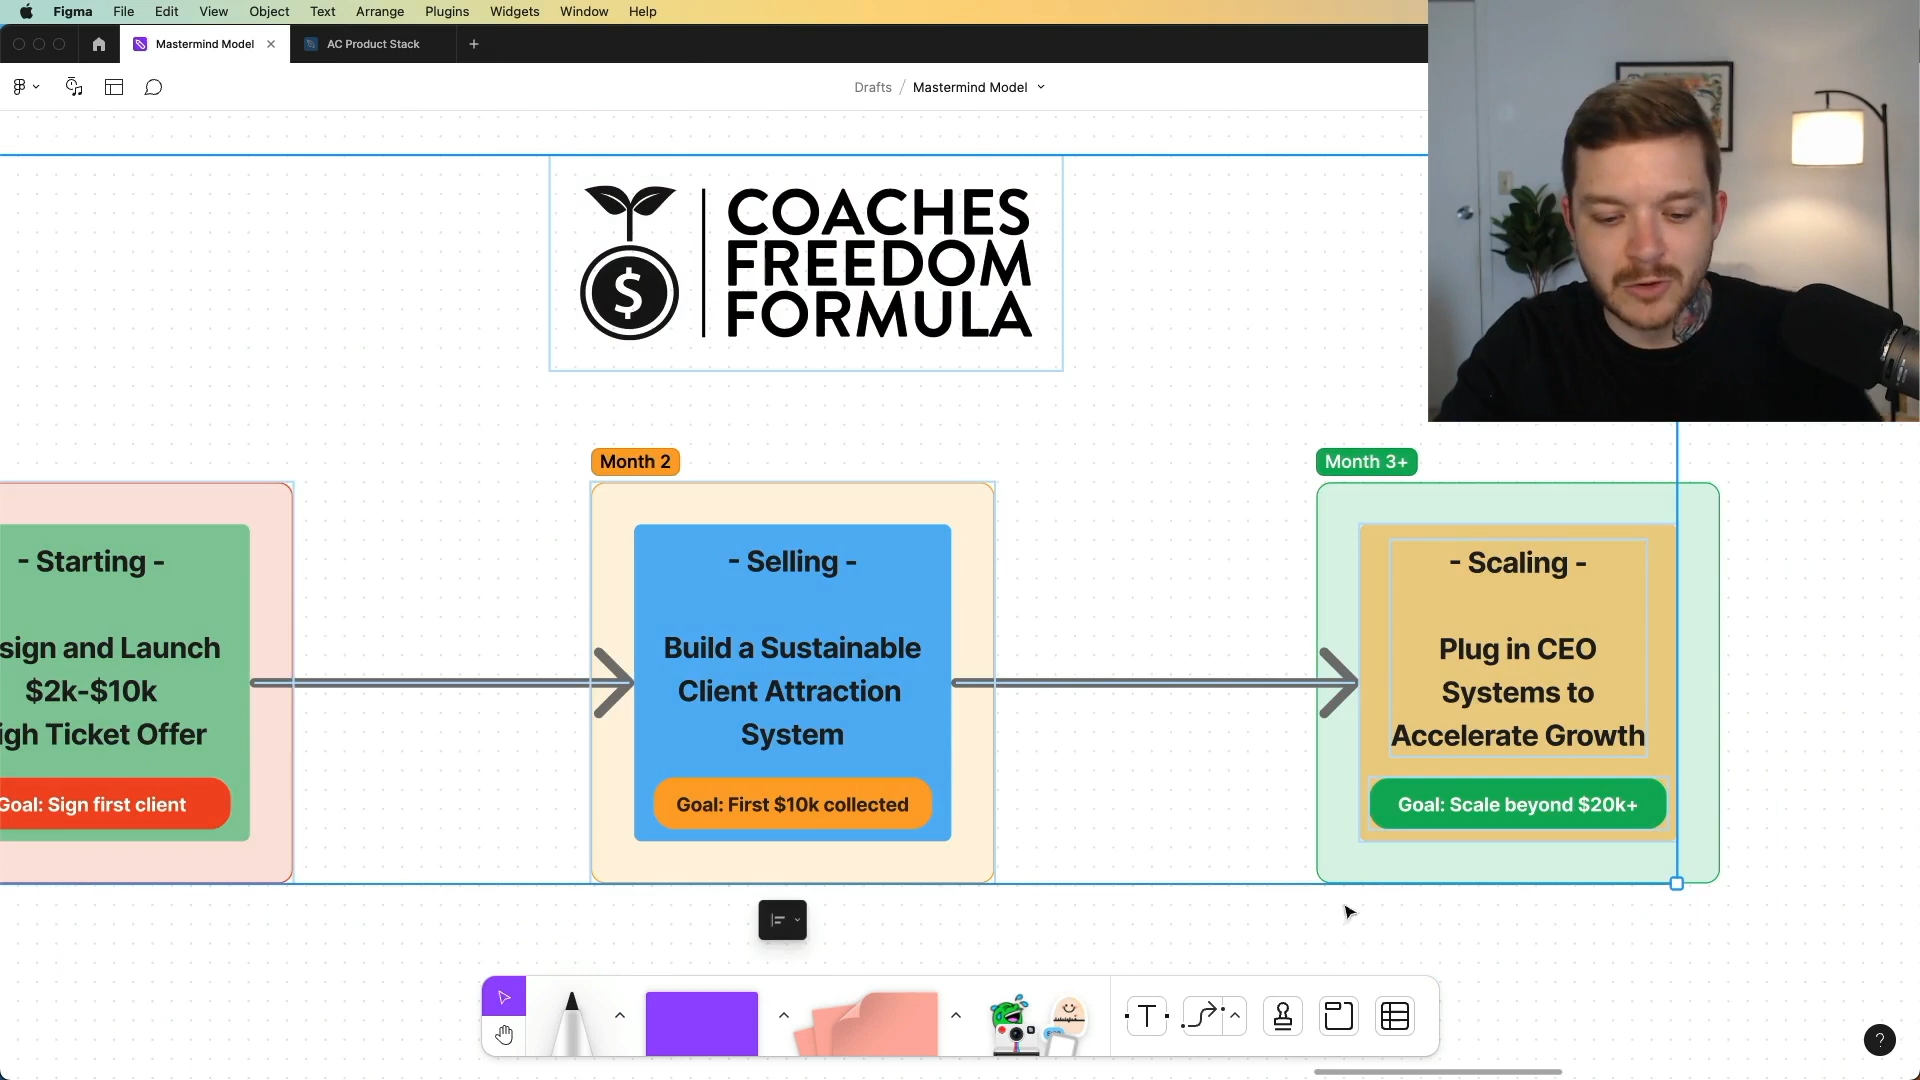 Figma File Edit View Object Text Arrange Plugins Widgets Window Help
Mastermind Model
AC Product Stack
Drafts / Mastermind Model
COACHES
FREEDOM
FORMULA
$
Month 2
Month 3+
- Starting -
sign and Launch
$2k-$10k
igh Ticket Offer
Goal: Sign first client
- Selling -
Build a Sustainable
Client Attraction
System
Goal: First $10k collected
- Scaling -
Plug in CEO
Systems to
Accelerate Growth
Goal: Scale beyond $20k+
T
?